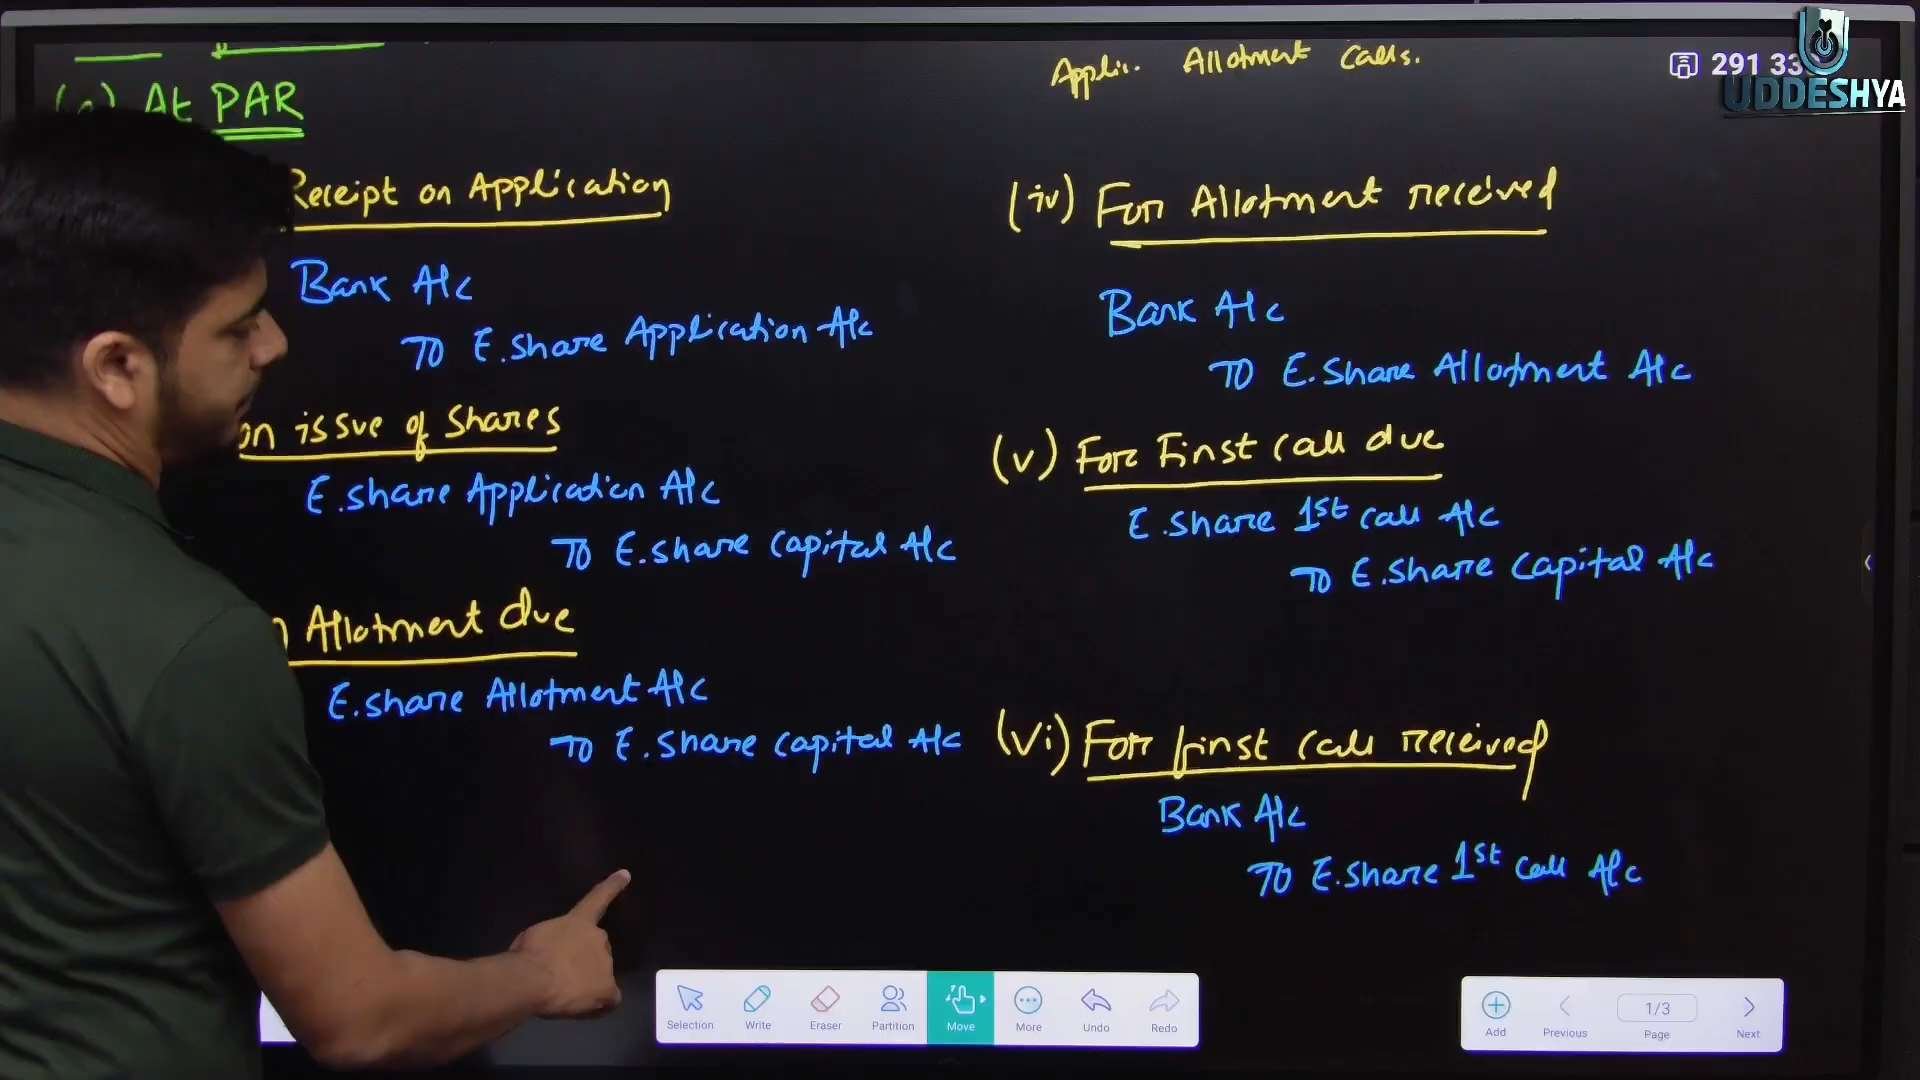 At PAR
Receipt on Application
Bank A/c
To E.share Application A/c
on issue of shares
E.share Application A/c
To E.share capital A/c
Allotment due
E.share Allotment A/c
To E.share capital A/c
Applic. Allotment Calls.
(iv) For Allotment received
Bank A/c
To E.share Allotment A/c
(v) For First call due
E.share 1st call A/c
To E.share capital A/c
(vi) For first call received
Bank A/c
To E.share 1st call A/c
291 33
UDDESHYA
Selection Write Eraser Partition Move More Undo Redo
Add Previous 1/3 Page Next